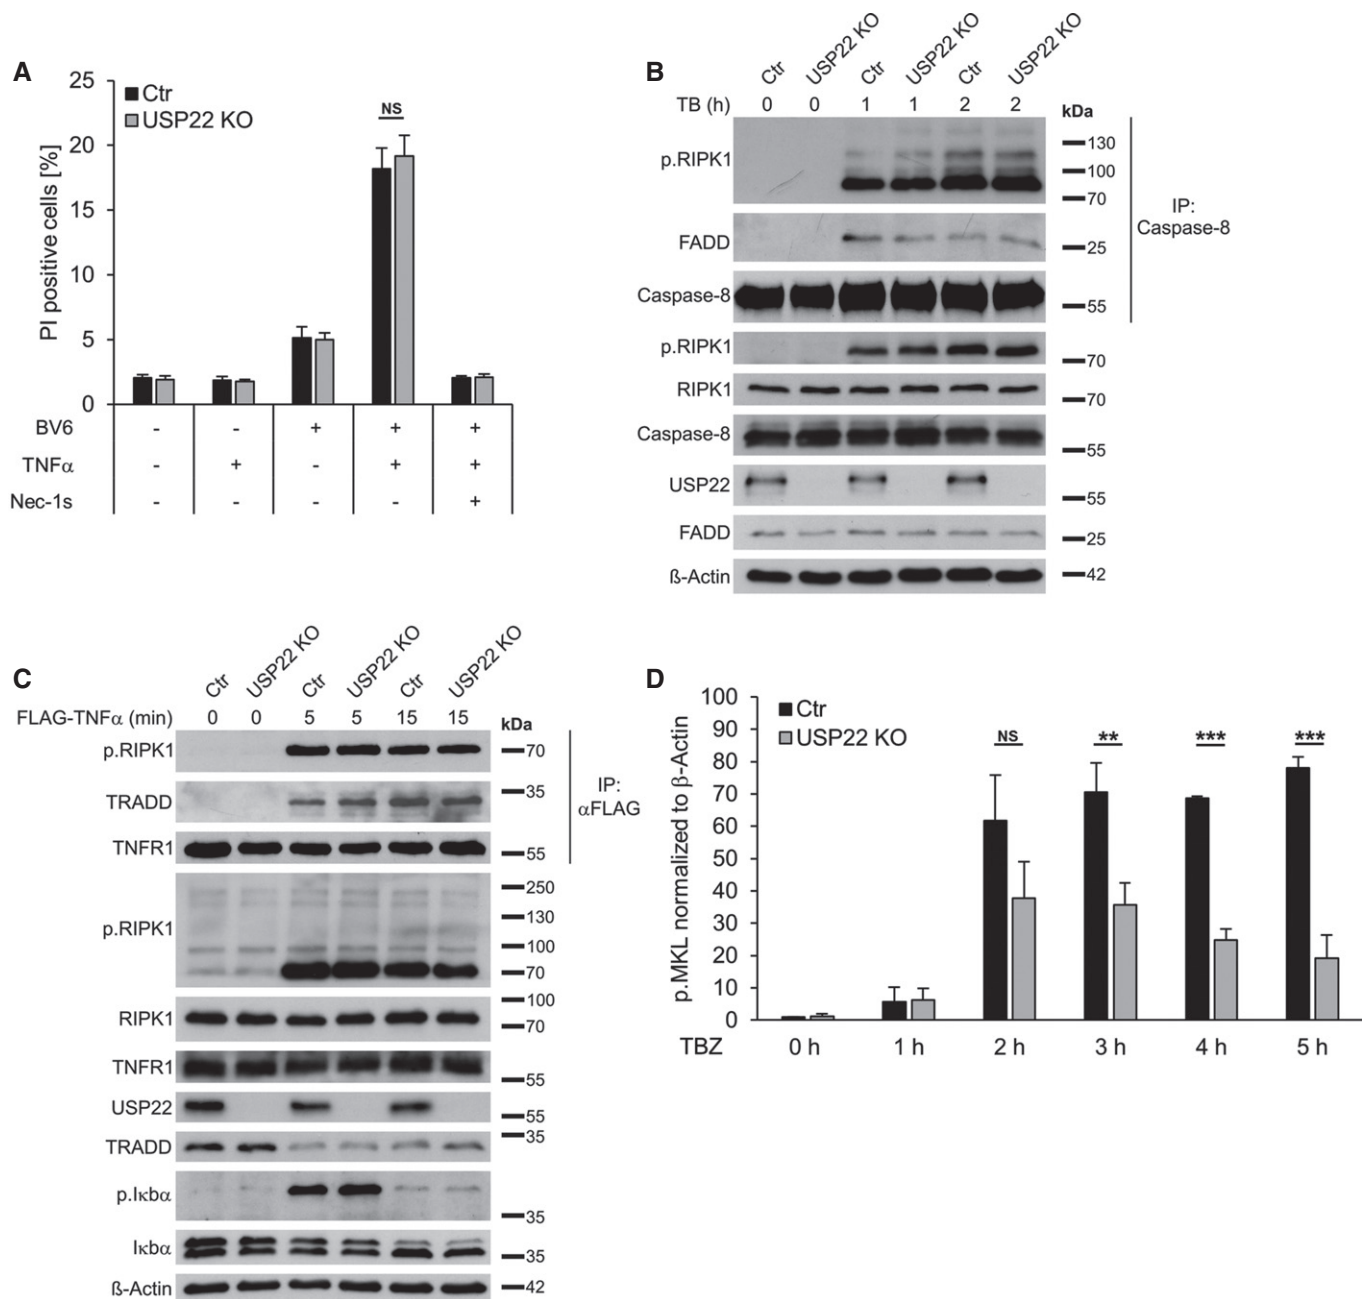 A
25
20
15
10
5
0
PI positive cells [%]
Ctr
USP22 KO
NS
BV6 - - + + +
TNFα - + - + +
Nec-1s - - - - +
B
Ctr USP22 KO Ctr USP22 KO Ctr USP22 KO
TB (h) 0 0 1 1 2 2 kDa
p.RIPK1 130
100
70
FADD 25
Caspase-8 55
IP:
Caspase-8
p.RIPK1 70
RIPK1 70
Caspase-8 55
USP22 55
FADD 25
ß-Actin 42
C
Ctr USP22 KO Ctr USP22 KO Ctr USP22 KO
FLAG-TNFα (min) 0 0 5 5 15 15 kDa
p.RIPK1 70
TRADD 35
TNFR1 55
IP:
αFLAG
p.RIPK1 250
130
100
70
RIPK1 100
70
TNFR1 55
USP22 55
TRADD 35
p.Iκbα 35
Iκbα 35
ß-Actin 42
D
100
90
80
70
60
50
40
30
20
10
0
p.MKL normalized to β-Actin
Ctr
USP22 KO
NS ** *** ***
TBZ 0 h 1 h 2 h 3 h 4 h 5 h